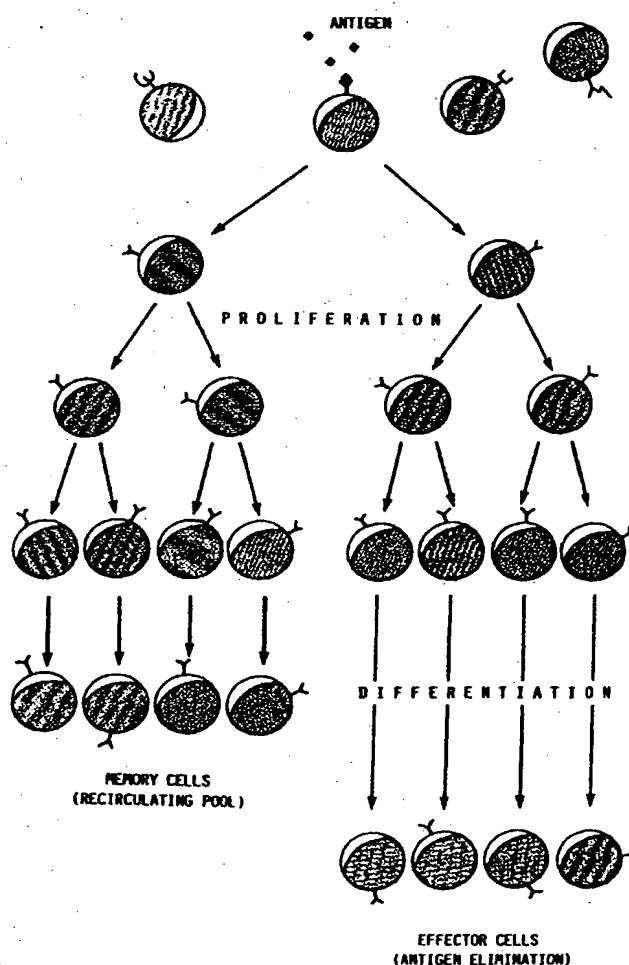 ANTIGEN
PROLIFERATION
DIFFERENTIATION
MEMORY CELLS
(RECIRCULATING POOL)
EFFECTOR CELLS
(ANTIGEN ELIMINATION)